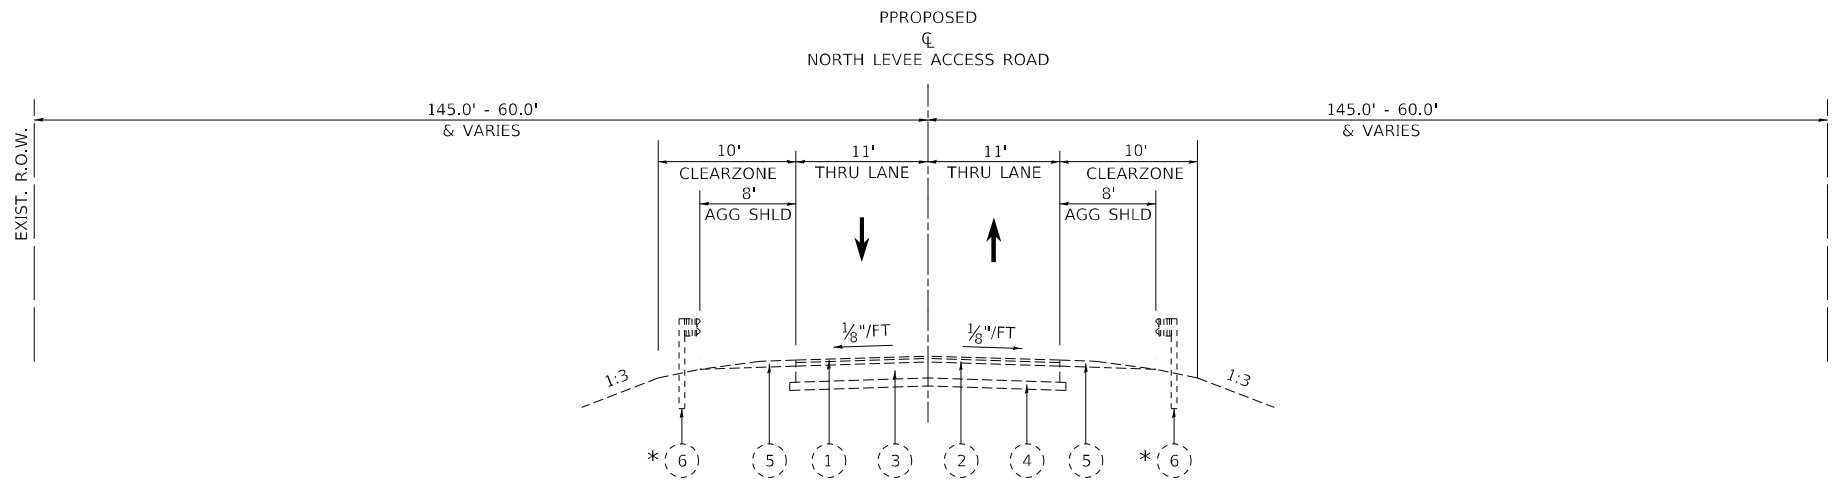 PPROPOSED
℄
NORTH LEVEE ACCESS ROAD
145.0' - 60.0'
& VARIES
145.0' - 60.0'
& VARIES
EXIST. R.O.W.
10'
CLEARZONE
11'
THRU LANE
11'
THRU LANE
10'
CLEARZONE
8'
AGG SHLD
8'
AGG SHLD
⅛"/FT
⅛"/FT
1:3
1:3
* 6
5
1
3
2
4
5
* 6